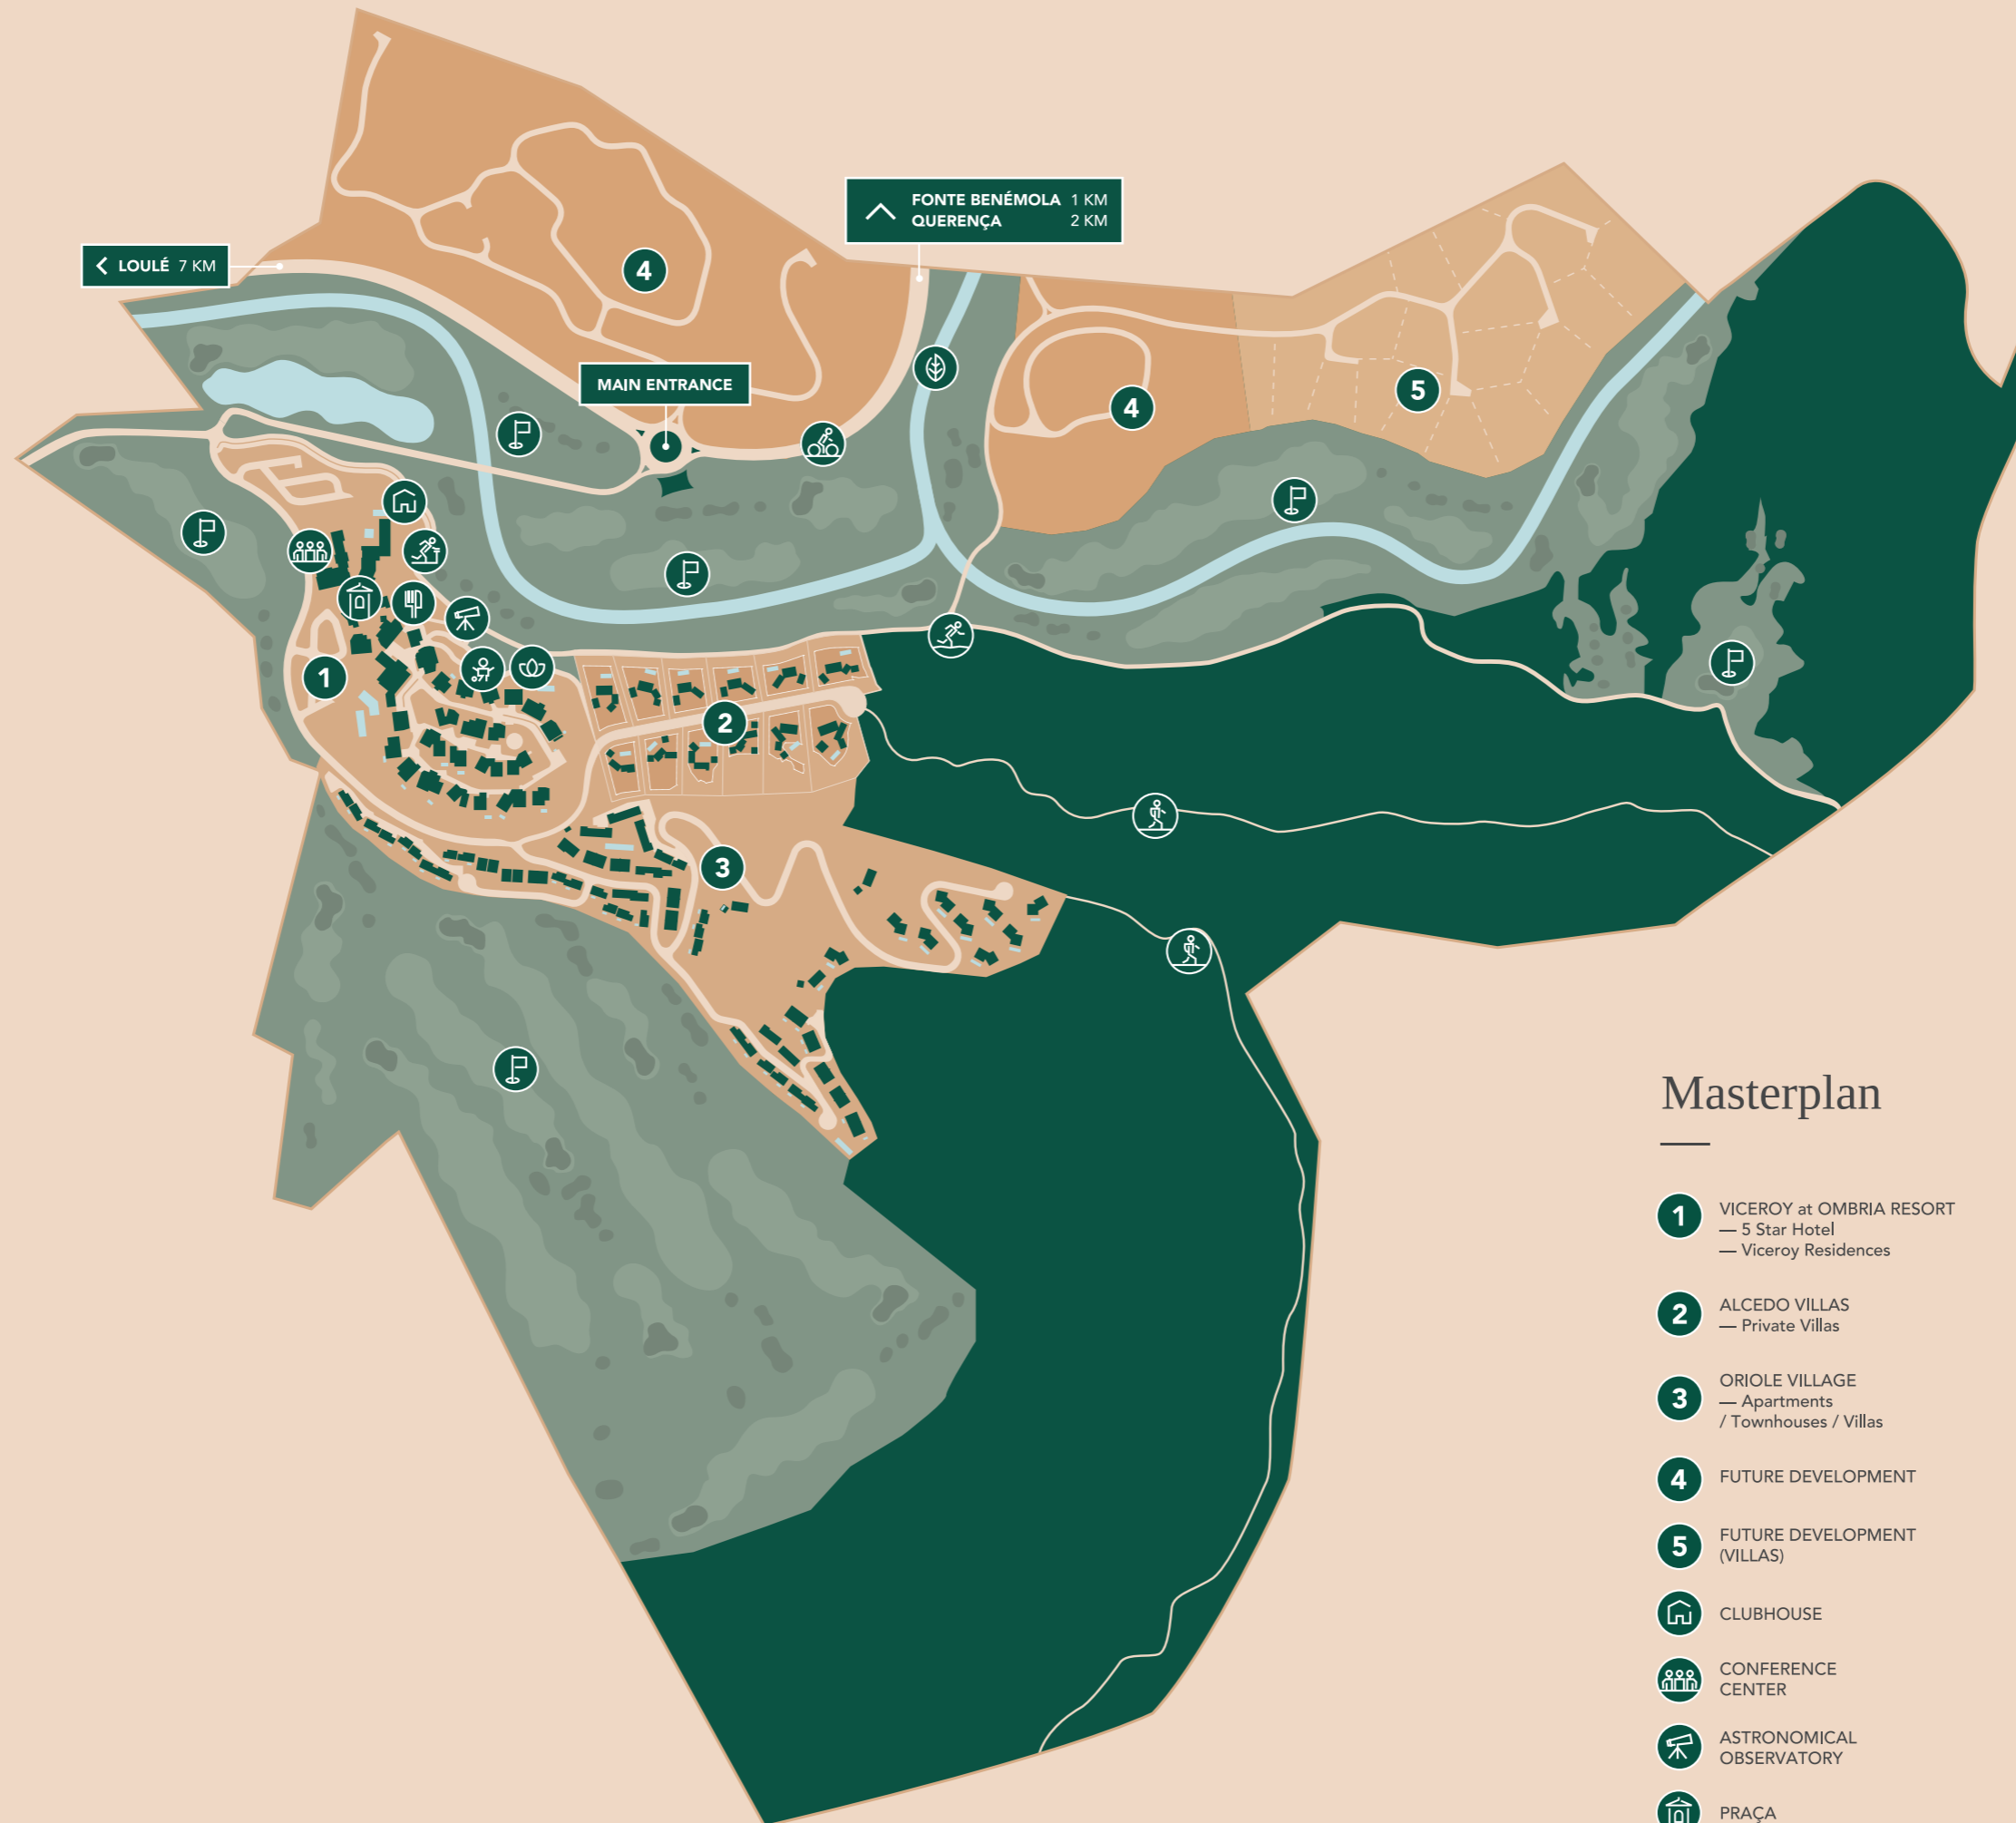 FONTE BENÉMOLA 1 KM
QUERENÇA 2 KM
LOULÉ 7 KM
4
MAIN ENTRANCE
4
5
1
2
3
Masterplan
1 VICEROY at OMBRIA RESORT
— 5 Star Hotel
— Viceroy Residences
2 ALCEDO VILLAS
— Private Villas
3 ORIOLE VILLAGE
— Apartments
/ Townhouses / Villas
4 FUTURE DEVELOPMENT
5 FUTURE DEVELOPMENT
(VILLAS)
CLUBHOUSE
CONFERENCE
CENTER
ASTRONOMICAL
OBSERVATORY
PRAÇA